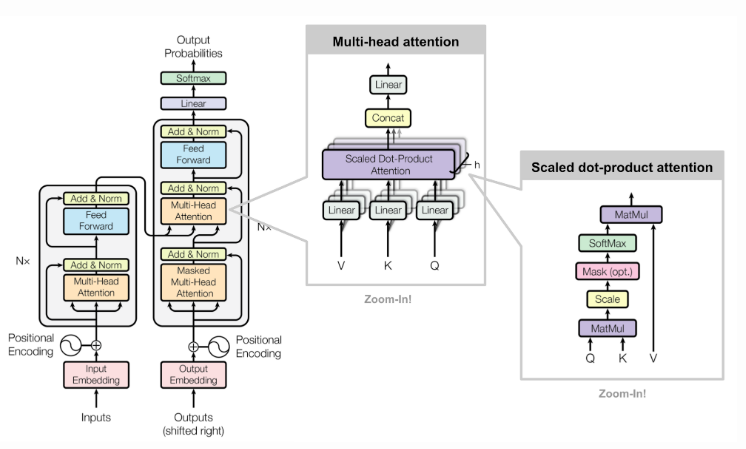 Output
Probabilities
Softmax
Linear
Add & Norm
Feed
Forward
Add & Norm
Multi-Head
Attention
Add & Norm
Masked
Multi-Head
Attention
N×
Positional
Encoding
Output
Embedding
Outputs
(shifted right)
Add & Norm
Feed
Forward
Add & Norm
Multi-Head
Attention
N×
Positional
Encoding
Input
Embedding
Inputs
Multi-head attention
Linear
Concat
Scaled Dot-Product
Attention
h
Linear
Linear
Linear
V
K
Q
Zoom-In!
Scaled dot-product attention
MatMul
SoftMax
Mask (opt.)
Scale
MatMul
Q
K
V
Zoom-In!